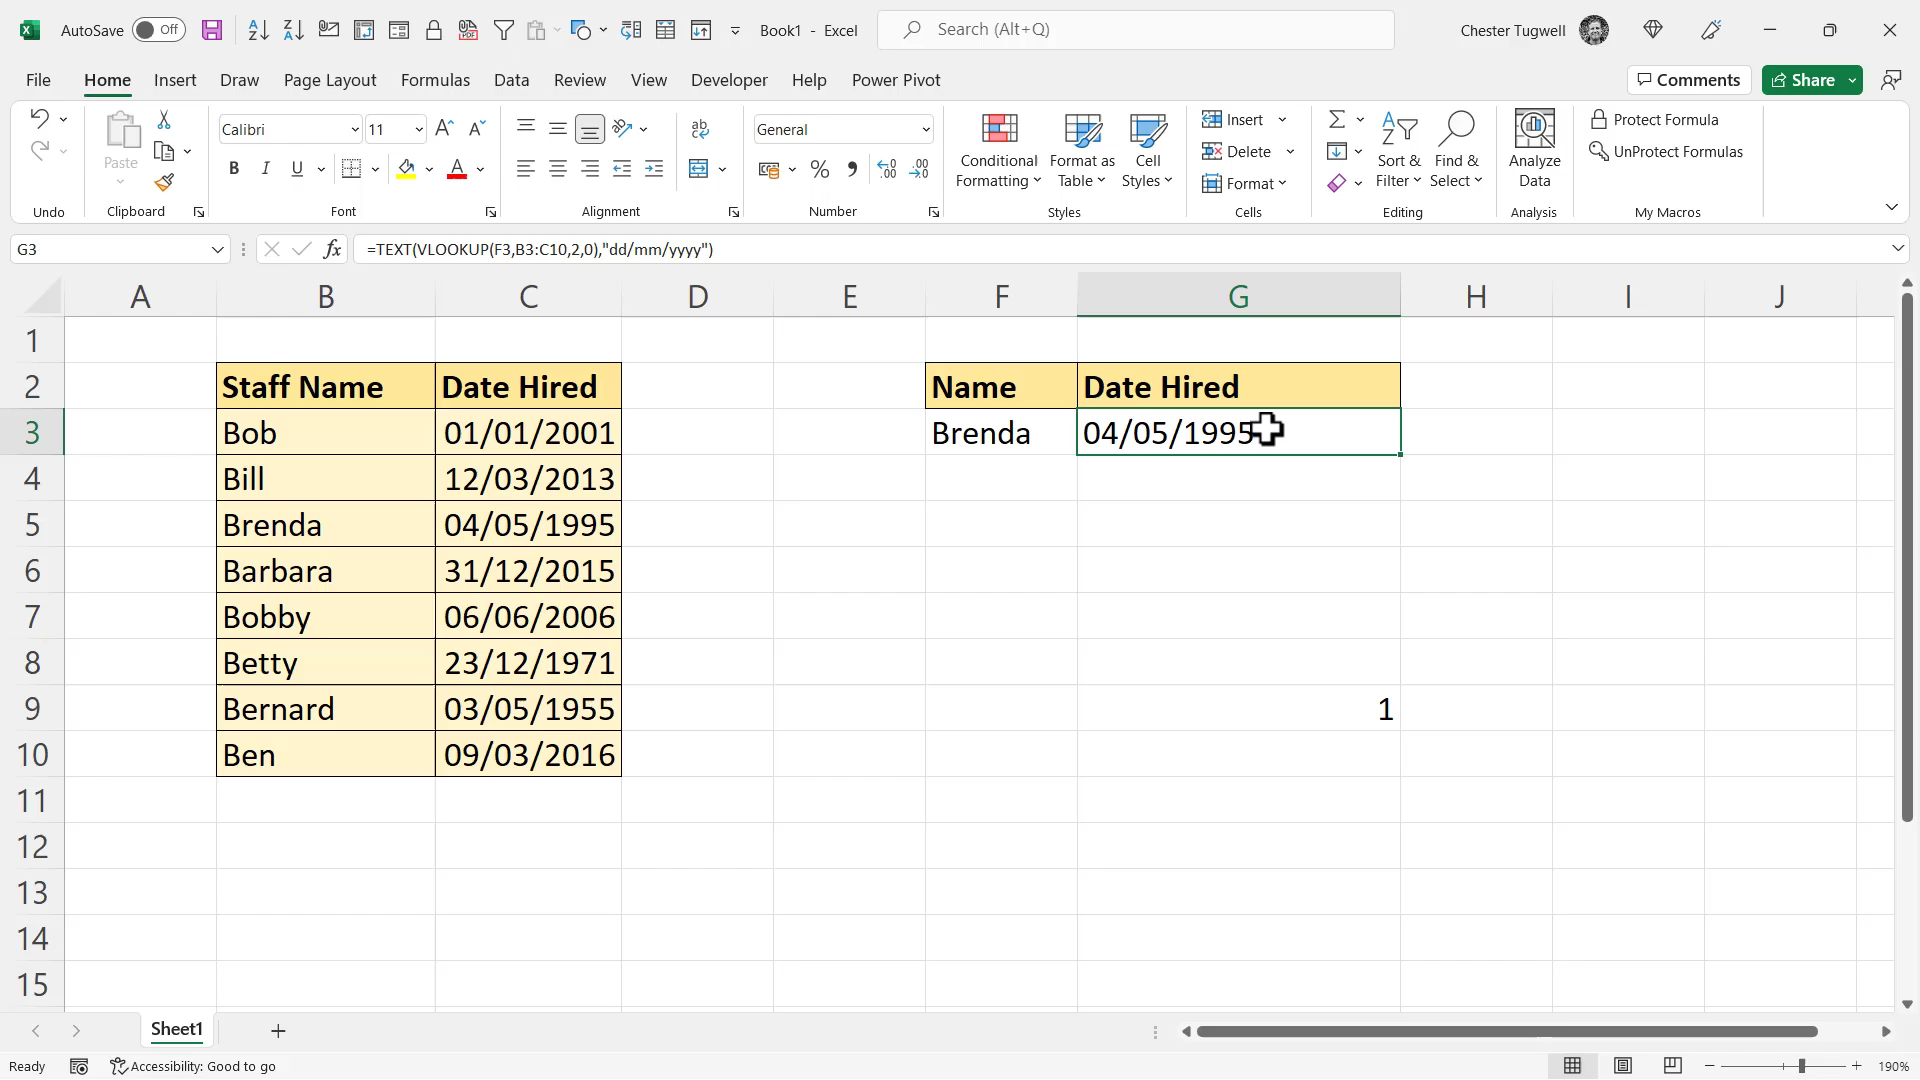 AutoSave Off Book1 - Excel Search (Alt+Q) Chester Tugwell
File Home Insert Draw Page Layout Formulas Data Review View Developer Help Power Pivot Comments Share
Calibri 11 General
Paste
Conditional Formatting
Format as Table
Cell Styles
Insert
Delete
Format
Sort & Filter
Find & Select
Analyze Data
Protect Formula
UnProtect Formulas
Undo Clipboard Font Alignment Number Styles Cells Editing Analysis My Macros
G3 fx =TEXT(VLOOKUP(F3,B3:C10,2,0),"dd/mm/yyyy")
A B C D E F G H I J
1
2 Staff Name Date Hired Name Date Hired
3 Bob 01/01/2001 Brenda 04/05/1995
4 Bill 12/03/2013
5 Brenda 04/05/1995
6 Barbara 31/12/2015
7 Bobby 06/06/2006
8 Betty 23/12/1971
9 Bernard 03/05/1955 1
10 Ben 09/03/2016
11
12
13
14
15
Sheet1
Ready Accessibility: Good to go 190%